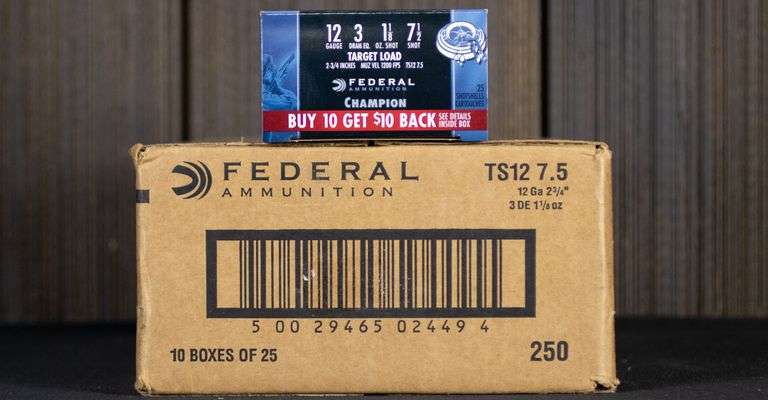 12 3 1 1/8 7 1/2
GAUGE DRAM EQ. OZ. SHOT SHOT
TARGET LOAD
2-3/4 INCHES MUZ VEL 1200 FPS TS12 7.5
FEDERAL
AMMUNITION
CHAMPION
25
SHOTSHELLS
CARTOUCHES
BUY 10 GET $10 BACK SEE DETAILS
INSIDE BOX
FEDERAL
AMMUNITION
TS12 7.5
12 Ga 2 3/4"
3 DE 1 1/8 oz
5 00 29465 02449 4
10 BOXES OF 25
250